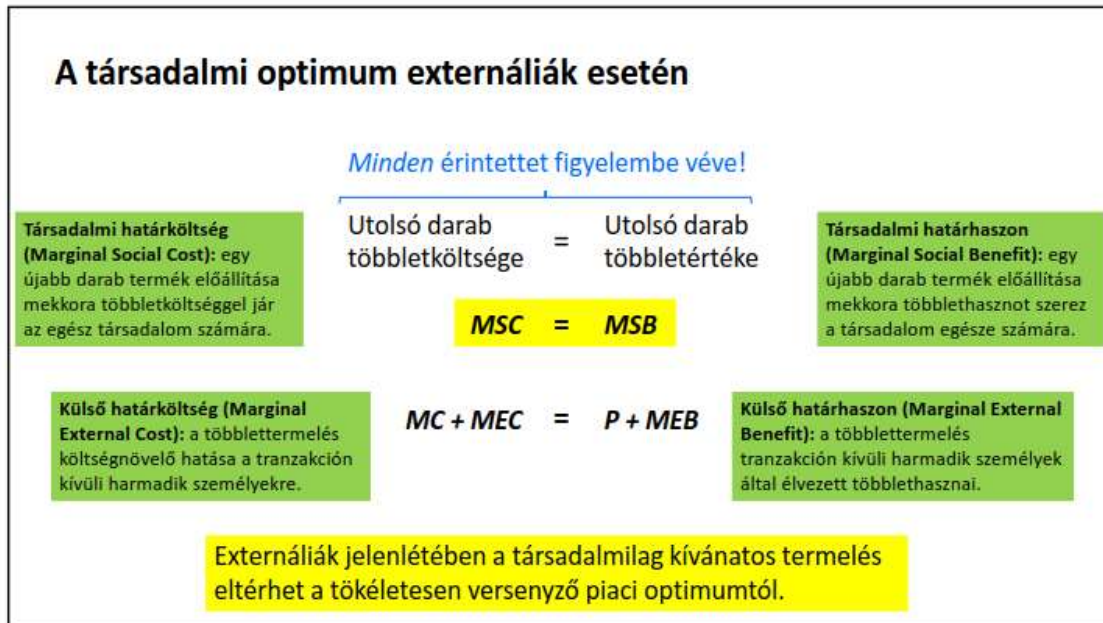 A társadalmi optimum externáliák esetén
Minden érintettet figyelembe véve!
Társadalmi határköltség
(Marginal Social Cost): egy
újabb darab termék előállítása
mekkora többletköltséggel jár
az egész társadalom számára.
Utolsó darab = Utolsó darab
többletköltsége többletértéke
Társadalmi határhaszon
(Marginal Social Benefit): egy
újabb darab termék előállítása
mekkora többlethasznot szerez
a társadalom egésze számára.
MSC = MSB
Külső határköltség (Marginal
External Cost): a többlettermelés
költségnövelő hatása a tranzakción
kívüli harmadik személyekre.
MC + MEC = P + MEB
Külső határhaszon (Marginal External
Benefit): a többlettermelés
tranzakción kívüli harmadik személyek
által élvezett többlethasznai.
Externáliák jelenlétében a társadalmilag kívánatos termelés
eltérhet a tökéletesen versenyző piaci optimumtól.